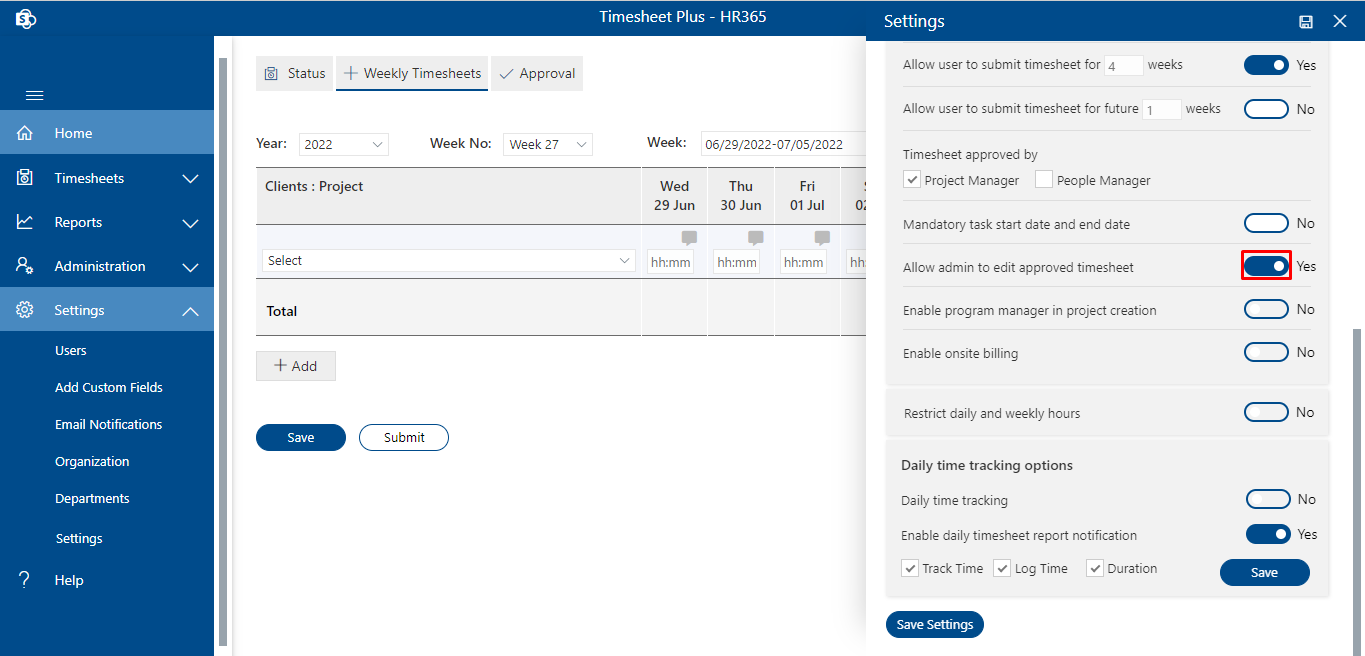 Timesheet Plus - HR365
Home
Timesheets
Reports
Administration
Settings
Users
Add Custom Fields
Email Notifications
Organization
Departments
Settings
? Help
Status
Weekly Timesheets
Approval
Year: 2022 Week No: Week 27 Week: 06/29/2022-07/05/2022
Clients : Project
Wed
29 Jun
Thu
30 Jun
Fri
01 Jul
Select hh:mm hh:mm hh:mm hh:
Total
+ Add
Save Submit
Settings
Allow user to submit timesheet for 4 weeks Yes
Allow user to submit timesheet for future 1 weeks No
Timesheet approved by
Project Manager People Manager
Mandatory task start date and end date No
Allow admin to edit approved timesheet Yes
Enable program manager in project creation No
Enable onsite billing No
Restrict daily and weekly hours No
Daily time tracking options
Daily time tracking No
Enable daily timesheet report notification Yes
Track Time Log Time Duration Save
Save Settings